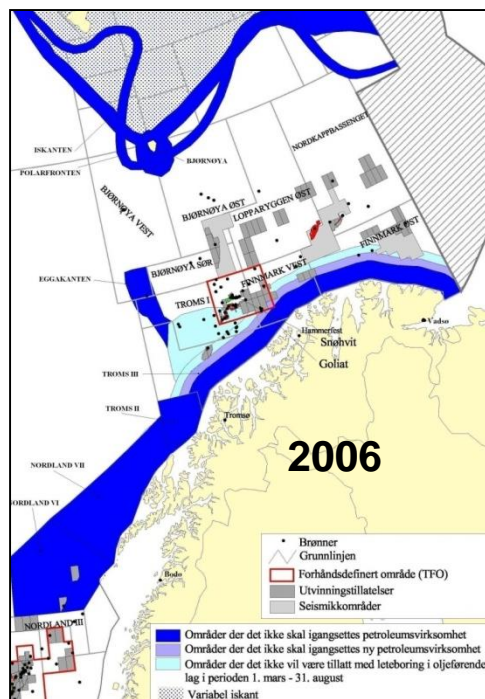 ISKANTEN
POLARFRONTEN
BJØRNØYA
NORDKAPPBASSENGET
BJØRNØYA VEST
BJØRNØYA ØST
LOPPARYGGEN ØST
EGGAKANTEN
BJØRNØYA SØR
FINNMARK ØST
TROMS I
FINNMARK VEST
Vadsø
Hammerfest
Snøhvit
TROMS III
Goliat
TROMS II
Tromsø
2006
NORDLAND VII
NORDLAND VI
Bodø
NORDLAND II
Brønner
Grunnlinjen
Forhåndsdefinert område (TFO)
Utvinningstillatelser
Seismikkområder
Områder der det ikke skal igangsettes petroleumsvirksomhet
Områder der det ikke skal igangsettes ny petroleumsvirksomhet
Områder der det ikke vil være tillatt med leteboring i oljeførende
lag i perioden 1. mars - 31. august
Variabel iskant